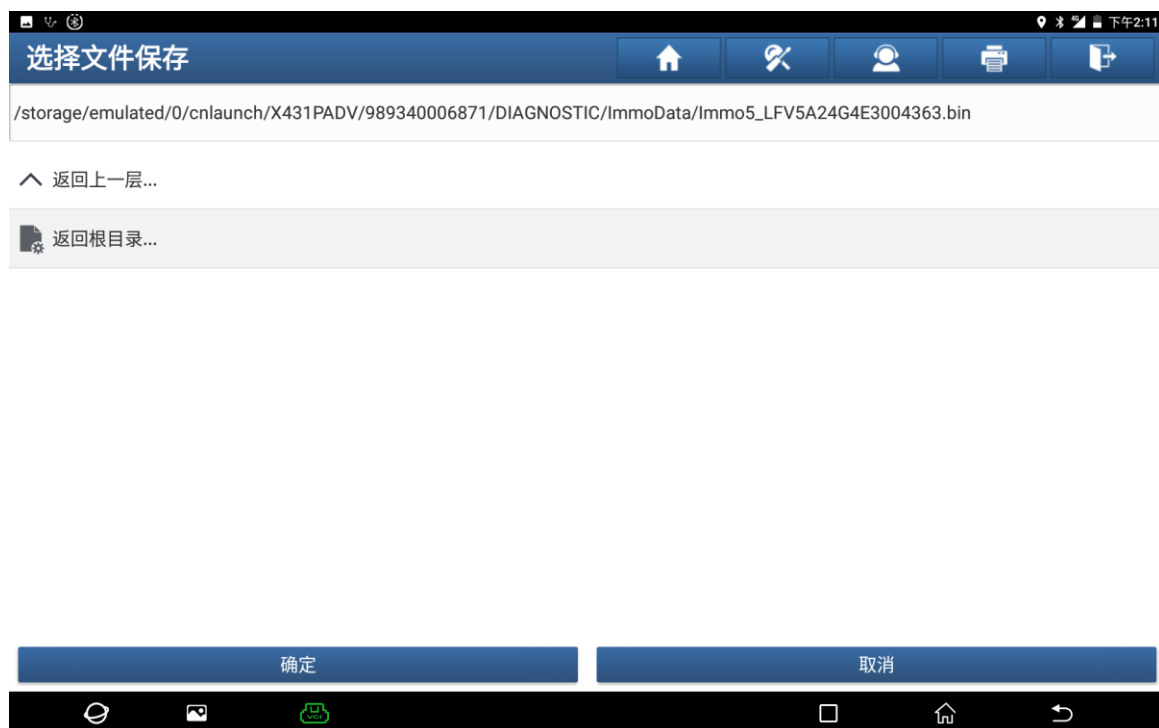 下午2:11
选择文件保存
/storage/emulated/0/cnlaunch/X431PADV/989340006871/DIAGNOSTIC/ImmoData/Immo5_LFV5A24G4E3004363.bin
返回上一层...
返回根目录...
确定
取消
VCI